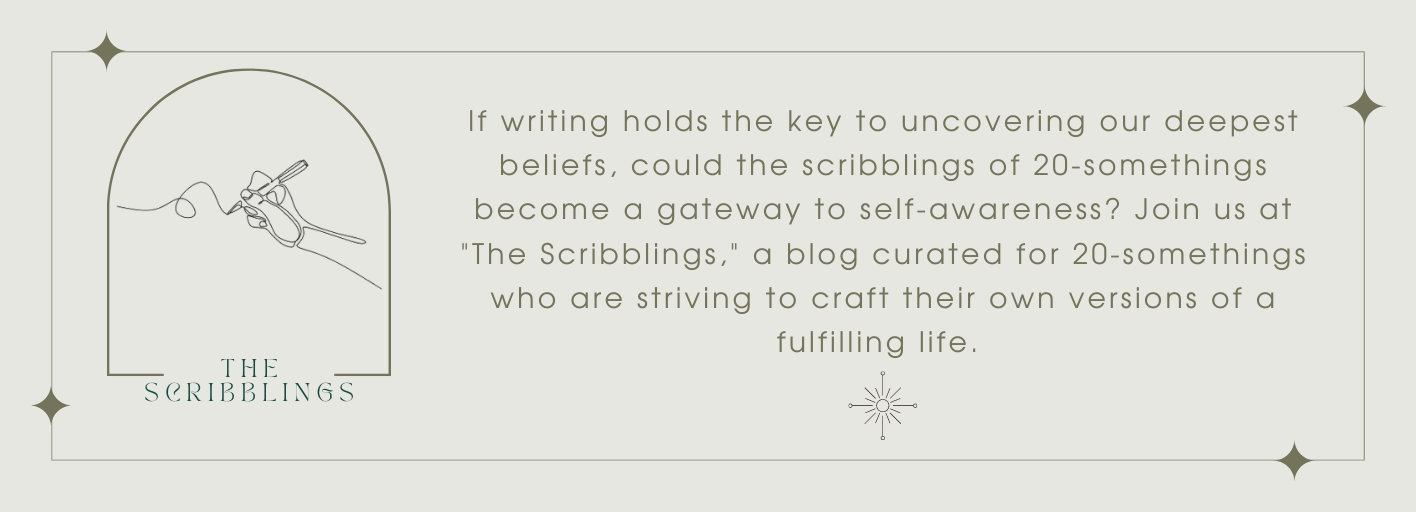 THE
SCRIBBLINGS
If writing holds the key to uncovering our deepest
beliefs, could the scribblings of 20-somethings
become a gateway to self-awareness? Join us at
"The Scribblings," a blog curated for 20-somethings
who are striving to craft their own versions of a
fulfilling life.